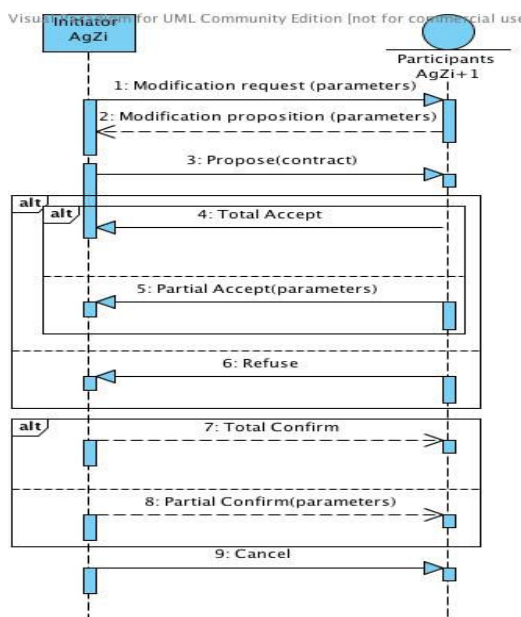 Visual Paradigm for UML Community Edition [not for commercial use
Initiator
AgZi
Participants
AgZi+1
1: Modification request (parameters)
2: Modification proposition (parameters)
3: Propose(contract)
alt
alt
4: Total Accept
5: Partial Accept(parameters)
6: Refuse
alt
7: Total Confirm
8: Partial Confirm(parameters)
9: Cancel